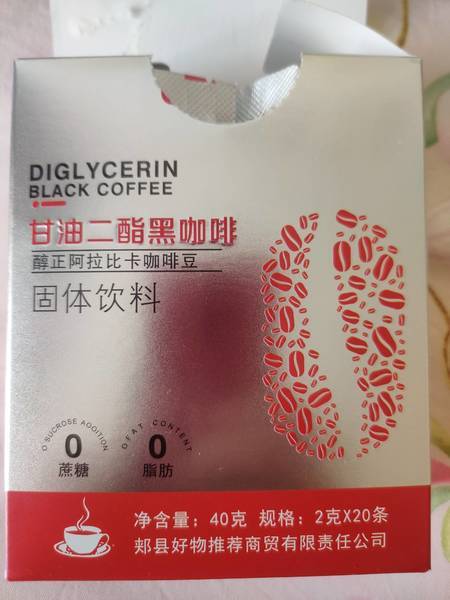 DIGLYCERIN
BLACK COFFEE
甘油二酯黑咖啡
醇正阿拉比卡咖啡豆
固体饮料
0 SUCROSE ADDITION
0
蔗糖
0 FAT CONTENT
0
脂肪
净含量：40克 规格：2克X20条
郏县好物推荐商贸有限责任公司